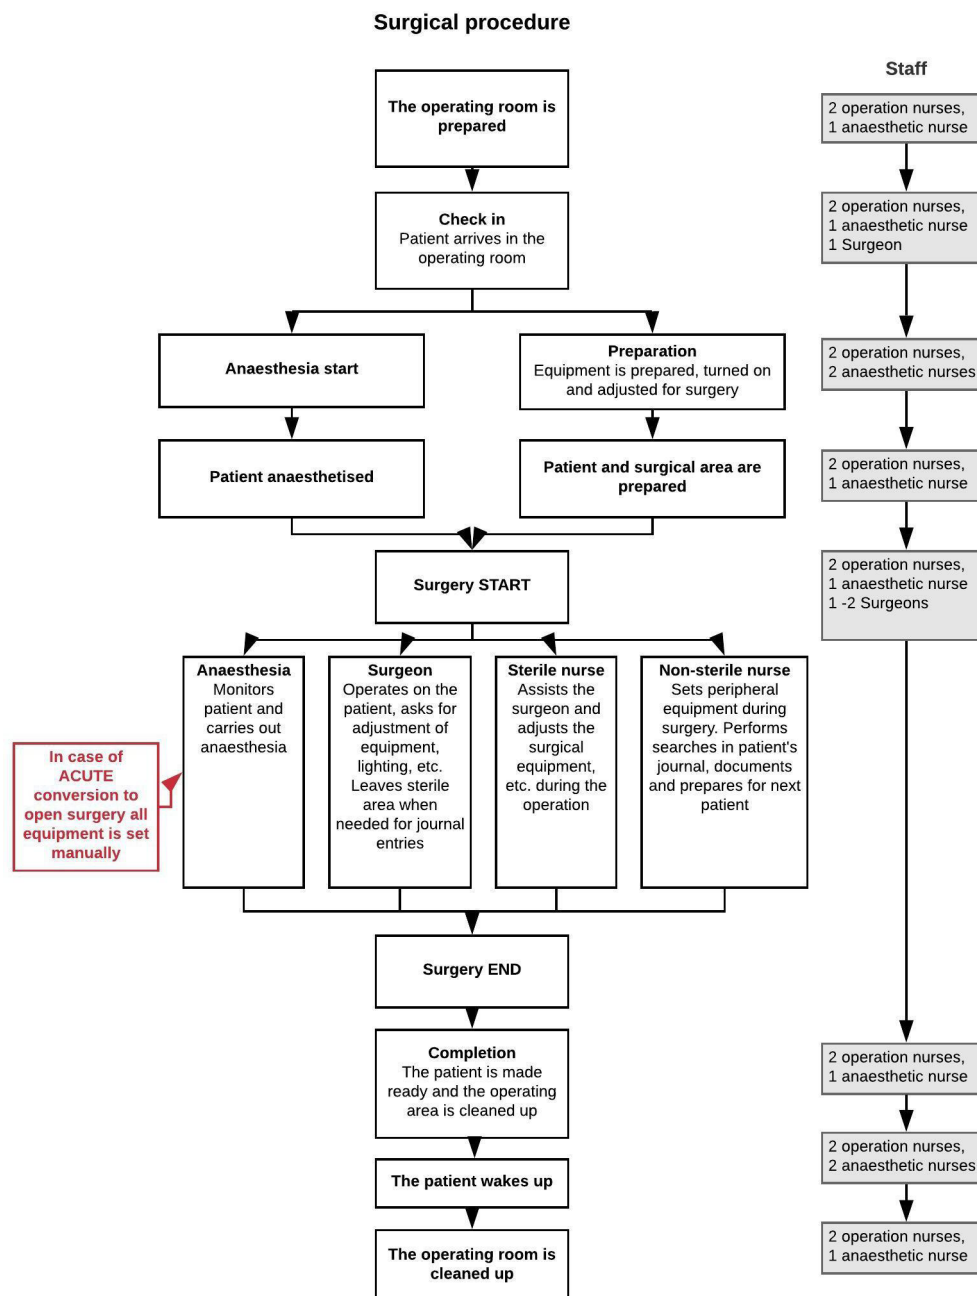 Surgical procedure
Staff
The operating room is
prepared
2 operation nurses,
1 anaesthetic nurse
Check in
Patient arrives in the
operating room
2 operation nurses,
1 anaesthetic nurse
1 Surgeon
Anaesthesia start
Preparation
Equipment is prepared, turned on
and adjusted for surgery
2 operation nurses,
2 anaesthetic nurses
Patient anaesthetised
Patient and surgical area are
prepared
2 operation nurses,
1 anaesthetic nurse
Surgery START
2 operation nurses,
1 anaesthetic nurse
1 -2 Surgeons
Anaesthesia
Monitors
patient and
carries out
anaesthesia
Surgeon
Operates on the
patient, asks for
adjustment of
equipment,
lighting, etc.
Leaves sterile
area when
needed for journal
entries
Sterile nurse
Assists the
surgeon and
adjusts the
surgical
equipment,
etc. during the
operation
Non-sterile nurse
Sets peripheral
equipment during
surgery. Performs
searches in patient's
journal, documents
and prepares for next
patient
In case of
ACUTE
conversion to
open surgery all
equipment is set
manually
Surgery END
Completion
The patient is made
ready and the operating
area is cleaned up
2 operation nurses,
1 anaesthetic nurse
The patient wakes up
2 operation nurses,
2 anaesthetic nurses
The operating room is
cleaned up
2 operation nurses,
1 anaesthetic nurse